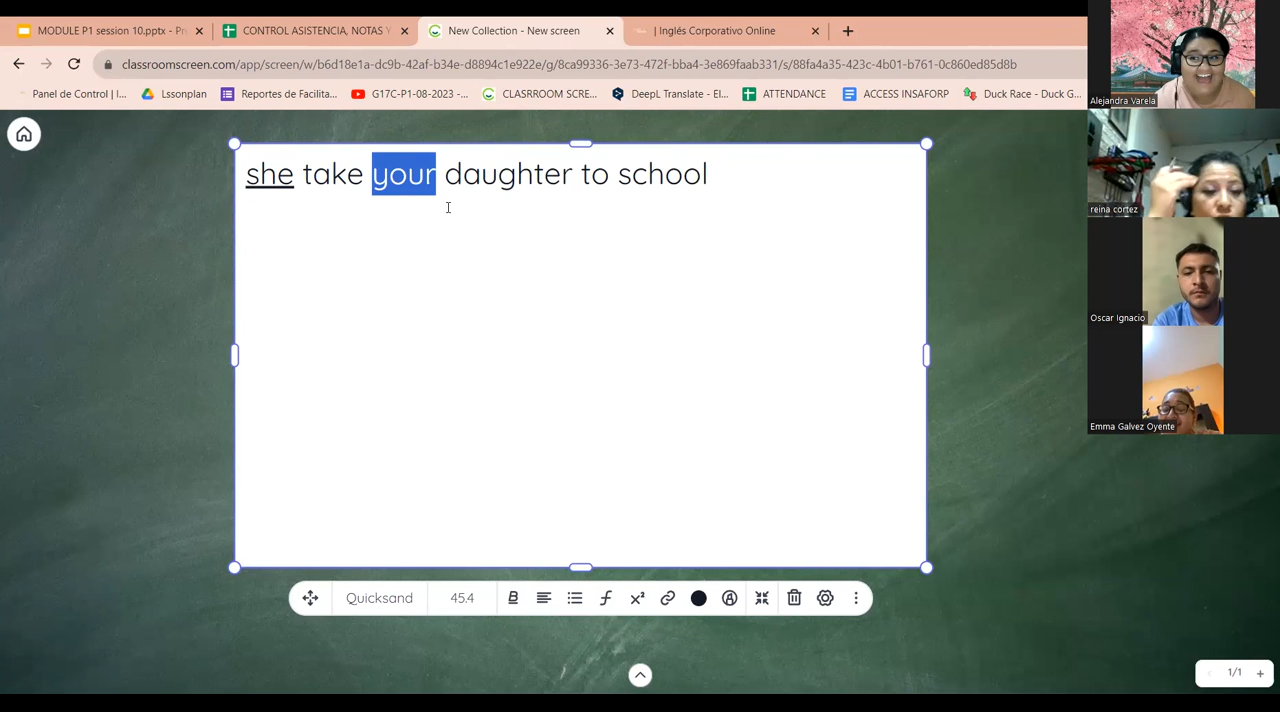 MODULE P1 session 10.pptx - Pr
CONTROL ASISTENCIA, NOTAS Y
New Collection - New screen
| Inglés Corporativo Online
classroomscreen.com/app/screen/w/b6d18e1a-dc9b-42af-b34e-d8894c1e922e/g/8ca99336-3e73-472f-bba4-3e869faab331/s/88fa4a35-423c-4b01-b761-0c860ed85d8b
Panel de Control | I...
Lssonplan
Reportes de Facilita...
G17C-P1-08-2023 -...
CLASSROOM SCRE...
DeepL Translate - El...
ATTENDANCE
ACCESS INSAFORP
Duck Race - Duck G...
she take your daughter to school
Quicksand
45.4
1/1
Alejandra Varela
reina cortez
Oscar Ignacio
Emma Galvez Oyente